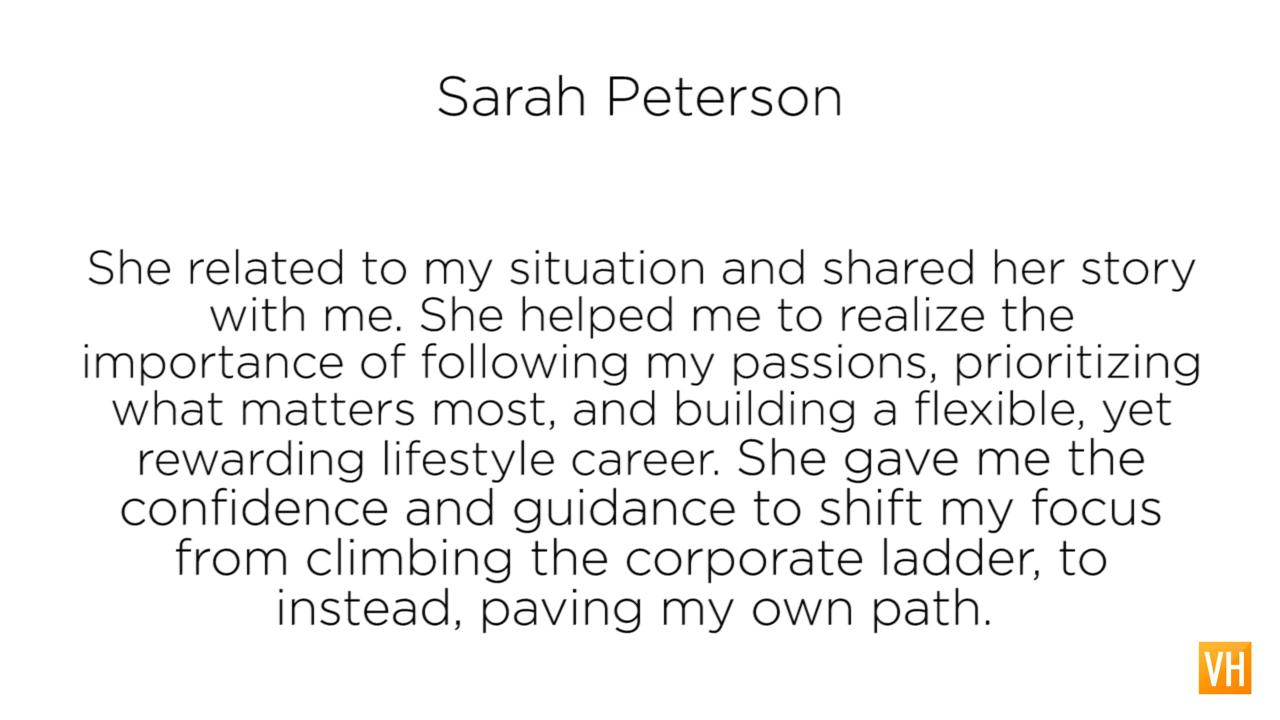 Sarah Peterson
She related to my situation and shared her story
with me. She helped me to realize the
importance of following my passions, prioritizing
what matters most, and building a flexible, yet
rewarding lifestyle career. She gave me the
confidence and guidance to shift my focus
from climbing the corporate ladder, to
instead, paving my own path.
VH